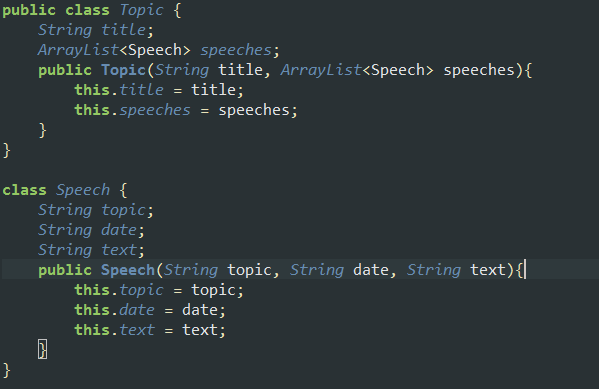 public class Topic {
    String title;
    ArrayList<Speech> speeches;
    public Topic(String title, ArrayList<Speech> speeches){
        this.title = title;
        this.speeches = speeches;
    }
}

class Speech {
    String topic;
    String date;
    String text;
    public Speech(String topic, String date, String text){
        this.topic = topic;
        this.date = date;
        this.text = text;
    }
}